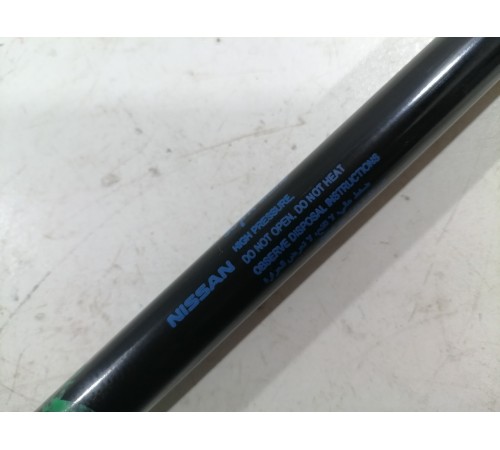 NISSAN
HIGH PRESSURE.
DO NOT OPEN. DO NOT HEAT
OBSERVE DISPOSAL INSTRUCTIONS